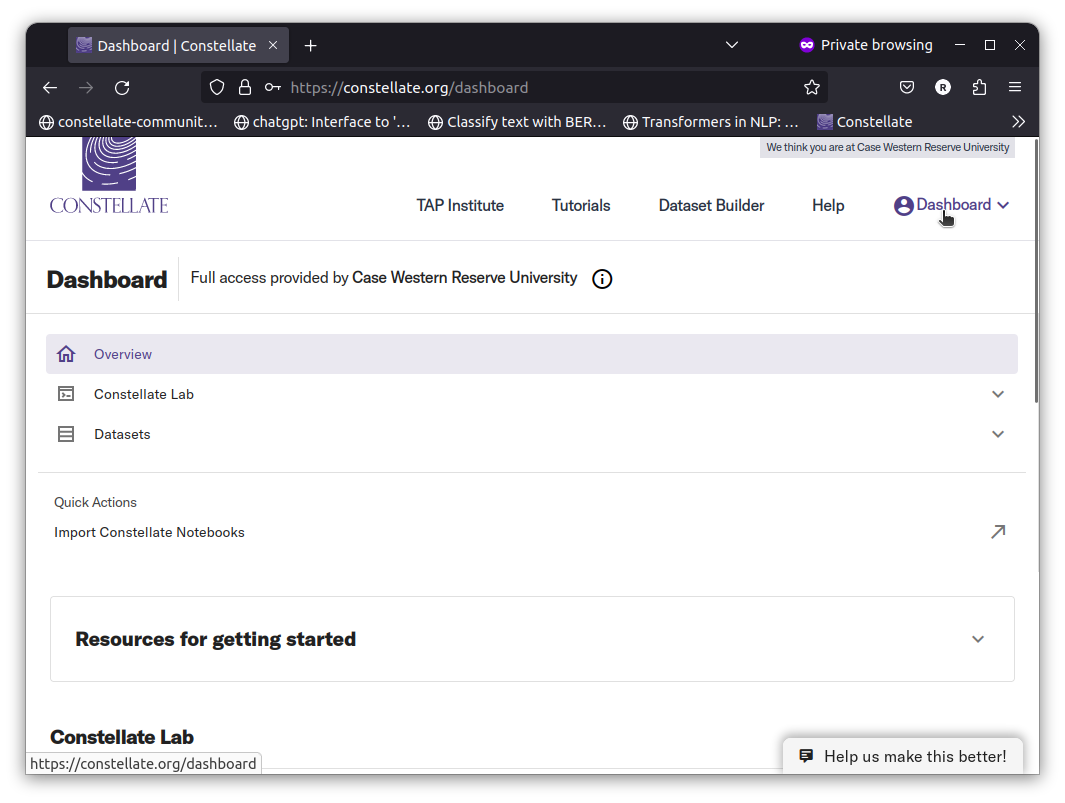 Dashboard | Constellate
Private browsing
https://constellate.org/dashboard
R
constellate-communit...
chatgpt: Interface to '...
Classify text with BER...
Transformers in NLP: ...
Constellate
We think you are at Case Western Reserve University
CONSTELLATE
TAP Institute
Tutorials
Dataset Builder
Help
Dashboard
Dashboard
Full access provided by Case Western Reserve University
Overview
Constellate Lab
Datasets
Quick Actions
Import Constellate Notebooks
Resources for getting started
Constellate Lab
Help us make this better!
https://constellate.org/dashboard